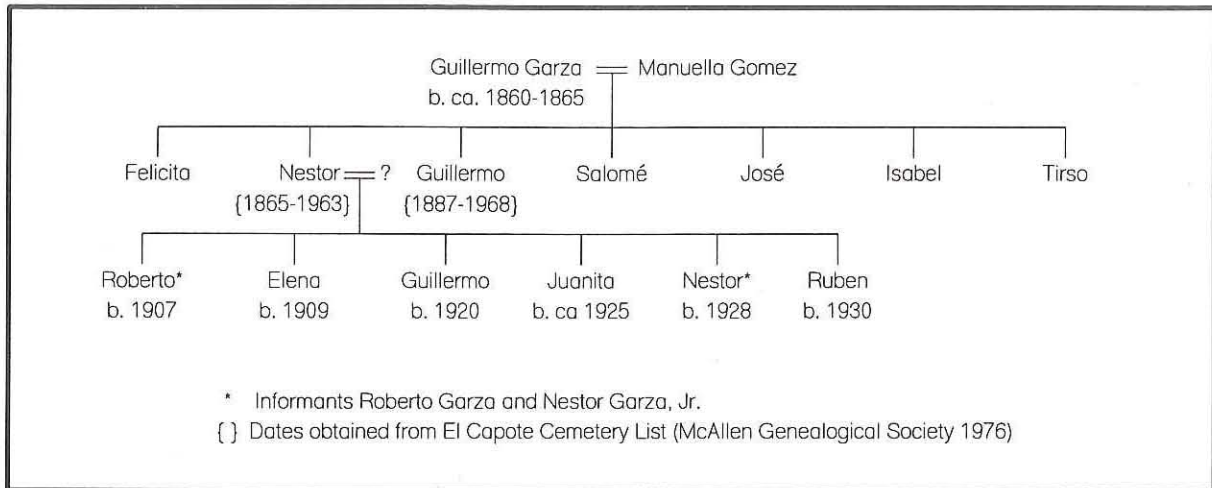 Guillermo Garza Manuella Gomez
b. ca. 1860-1865
Felicita Nestor ? Guillermo Salomé José Isabel Tirso
{1865-1963} {1887-1968}
Roberto* Elena Guillermo Juanita Nestor* Ruben
b. 1907 b. 1909 b. 1920 b. ca 1925 b. 1928 b. 1930
* Informants Roberto Garza and Nestor Garza, Jr.
{ } Dates obtained from El Capote Cemetery List (McAllen Genealogical Society 1976)